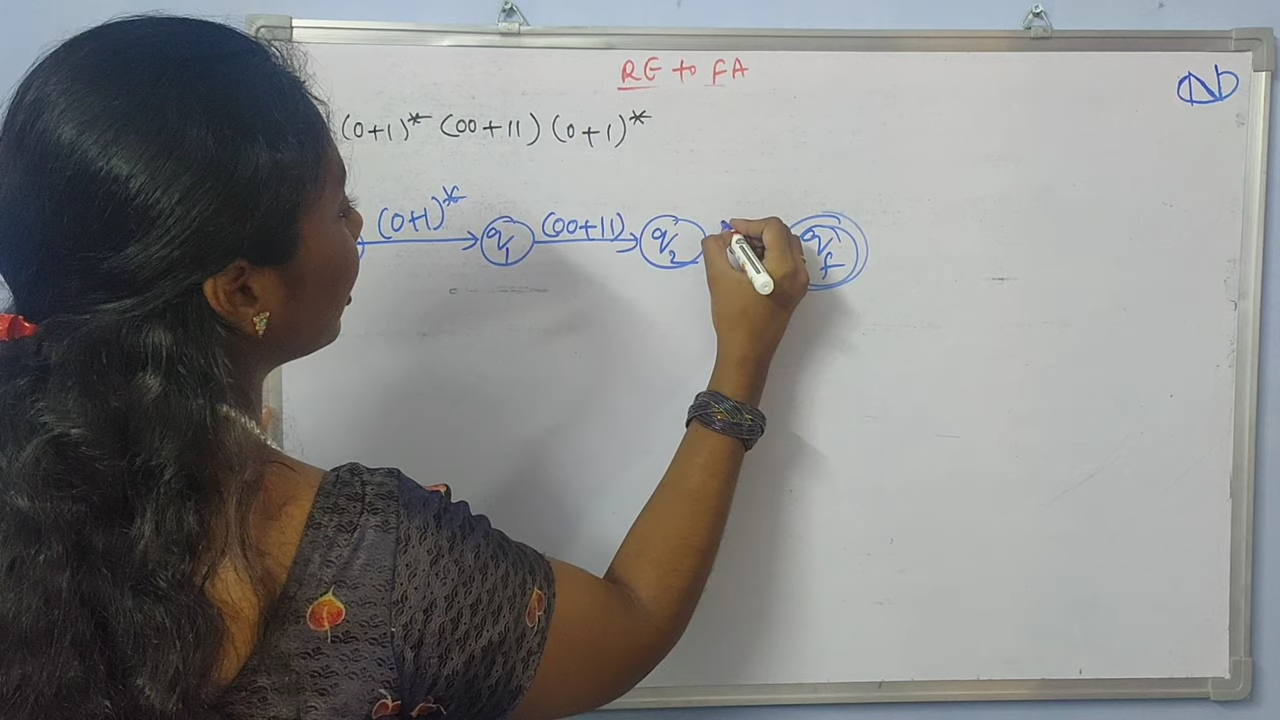 RE to FA
(0+1)* (00+11) (0+1)*
(0+1)* q1 (00+11) q2 qf